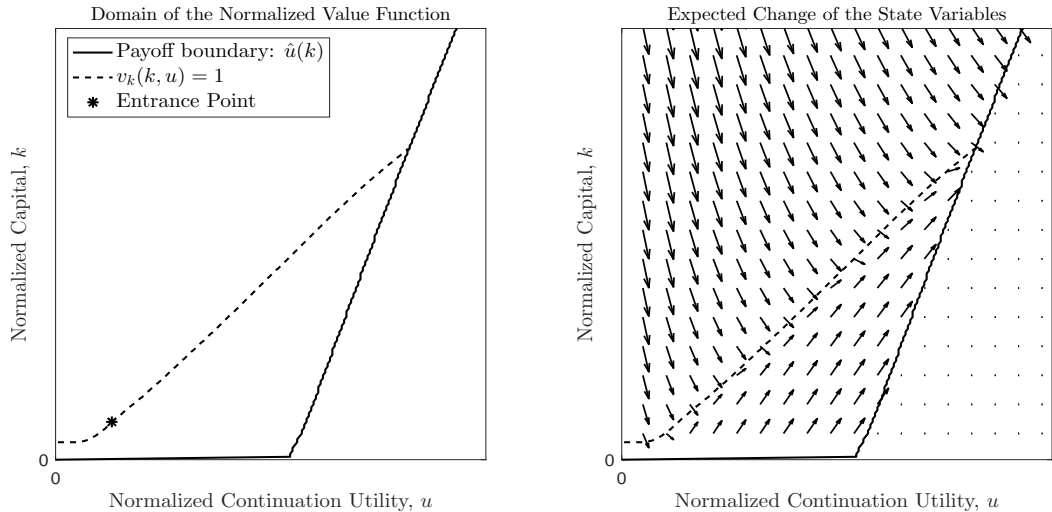 Domain of the Normalized Value Function
Payoff boundary: û(k)
v_k(k, u) = 1
Entrance Point
Normalized Capital, k
0
0
Normalized Continuation Utility, u
Expected Change of the State Variables
Normalized Capital, k
0
0
Normalized Continuation Utility, u